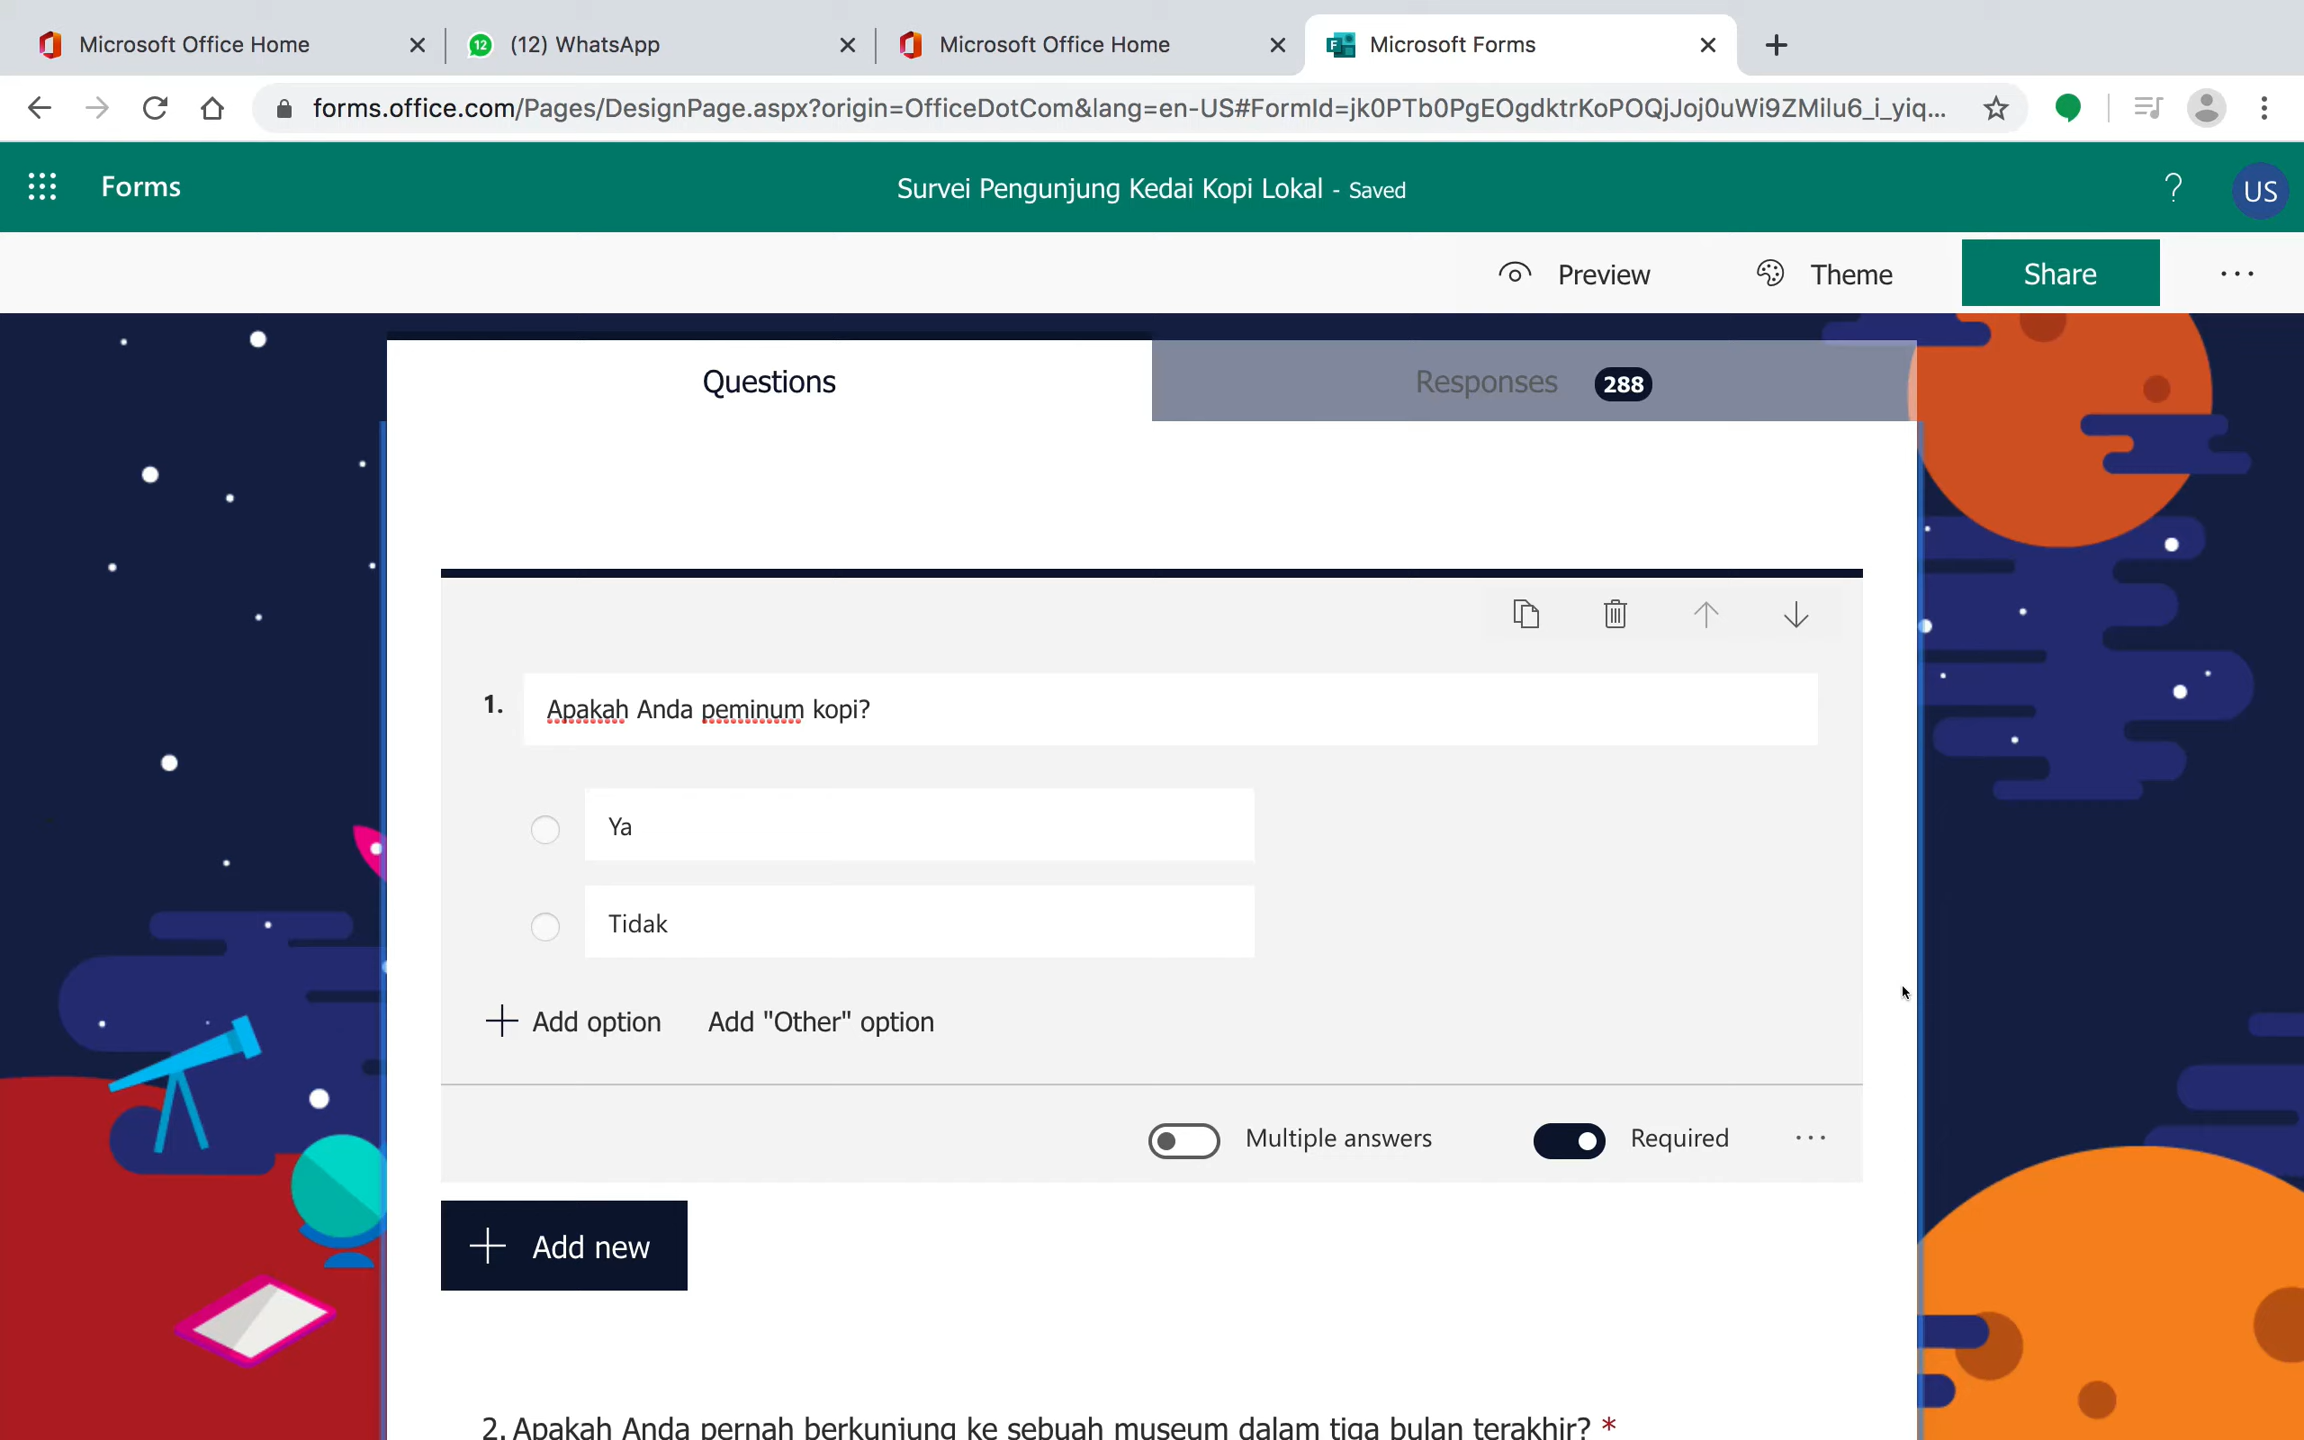 Microsoft Office Home
12
(12) WhatsApp
Microsoft Office Home
F
Microsoft Forms
forms.office.com/Pages/DesignPage.aspx?origin=OfficeDotCom&lang=en-US#FormId=jk0PTb0PgEOgdktrKoPOQjJoj0uWi9ZMilu6_i_yiq...
Forms
Survei Pengunjung Kedai Kopi Lokal - Saved
?
US
Preview
Theme
Share
Questions
Responses 288
1. Apakah Anda peminum kopi?
Ya
Tidak
Add option
Add "Other" option
Multiple answers
Required
Add new
2. Apakah Anda pernah berkunjung ke sebuah museum dalam tiga bulan terakhir? *